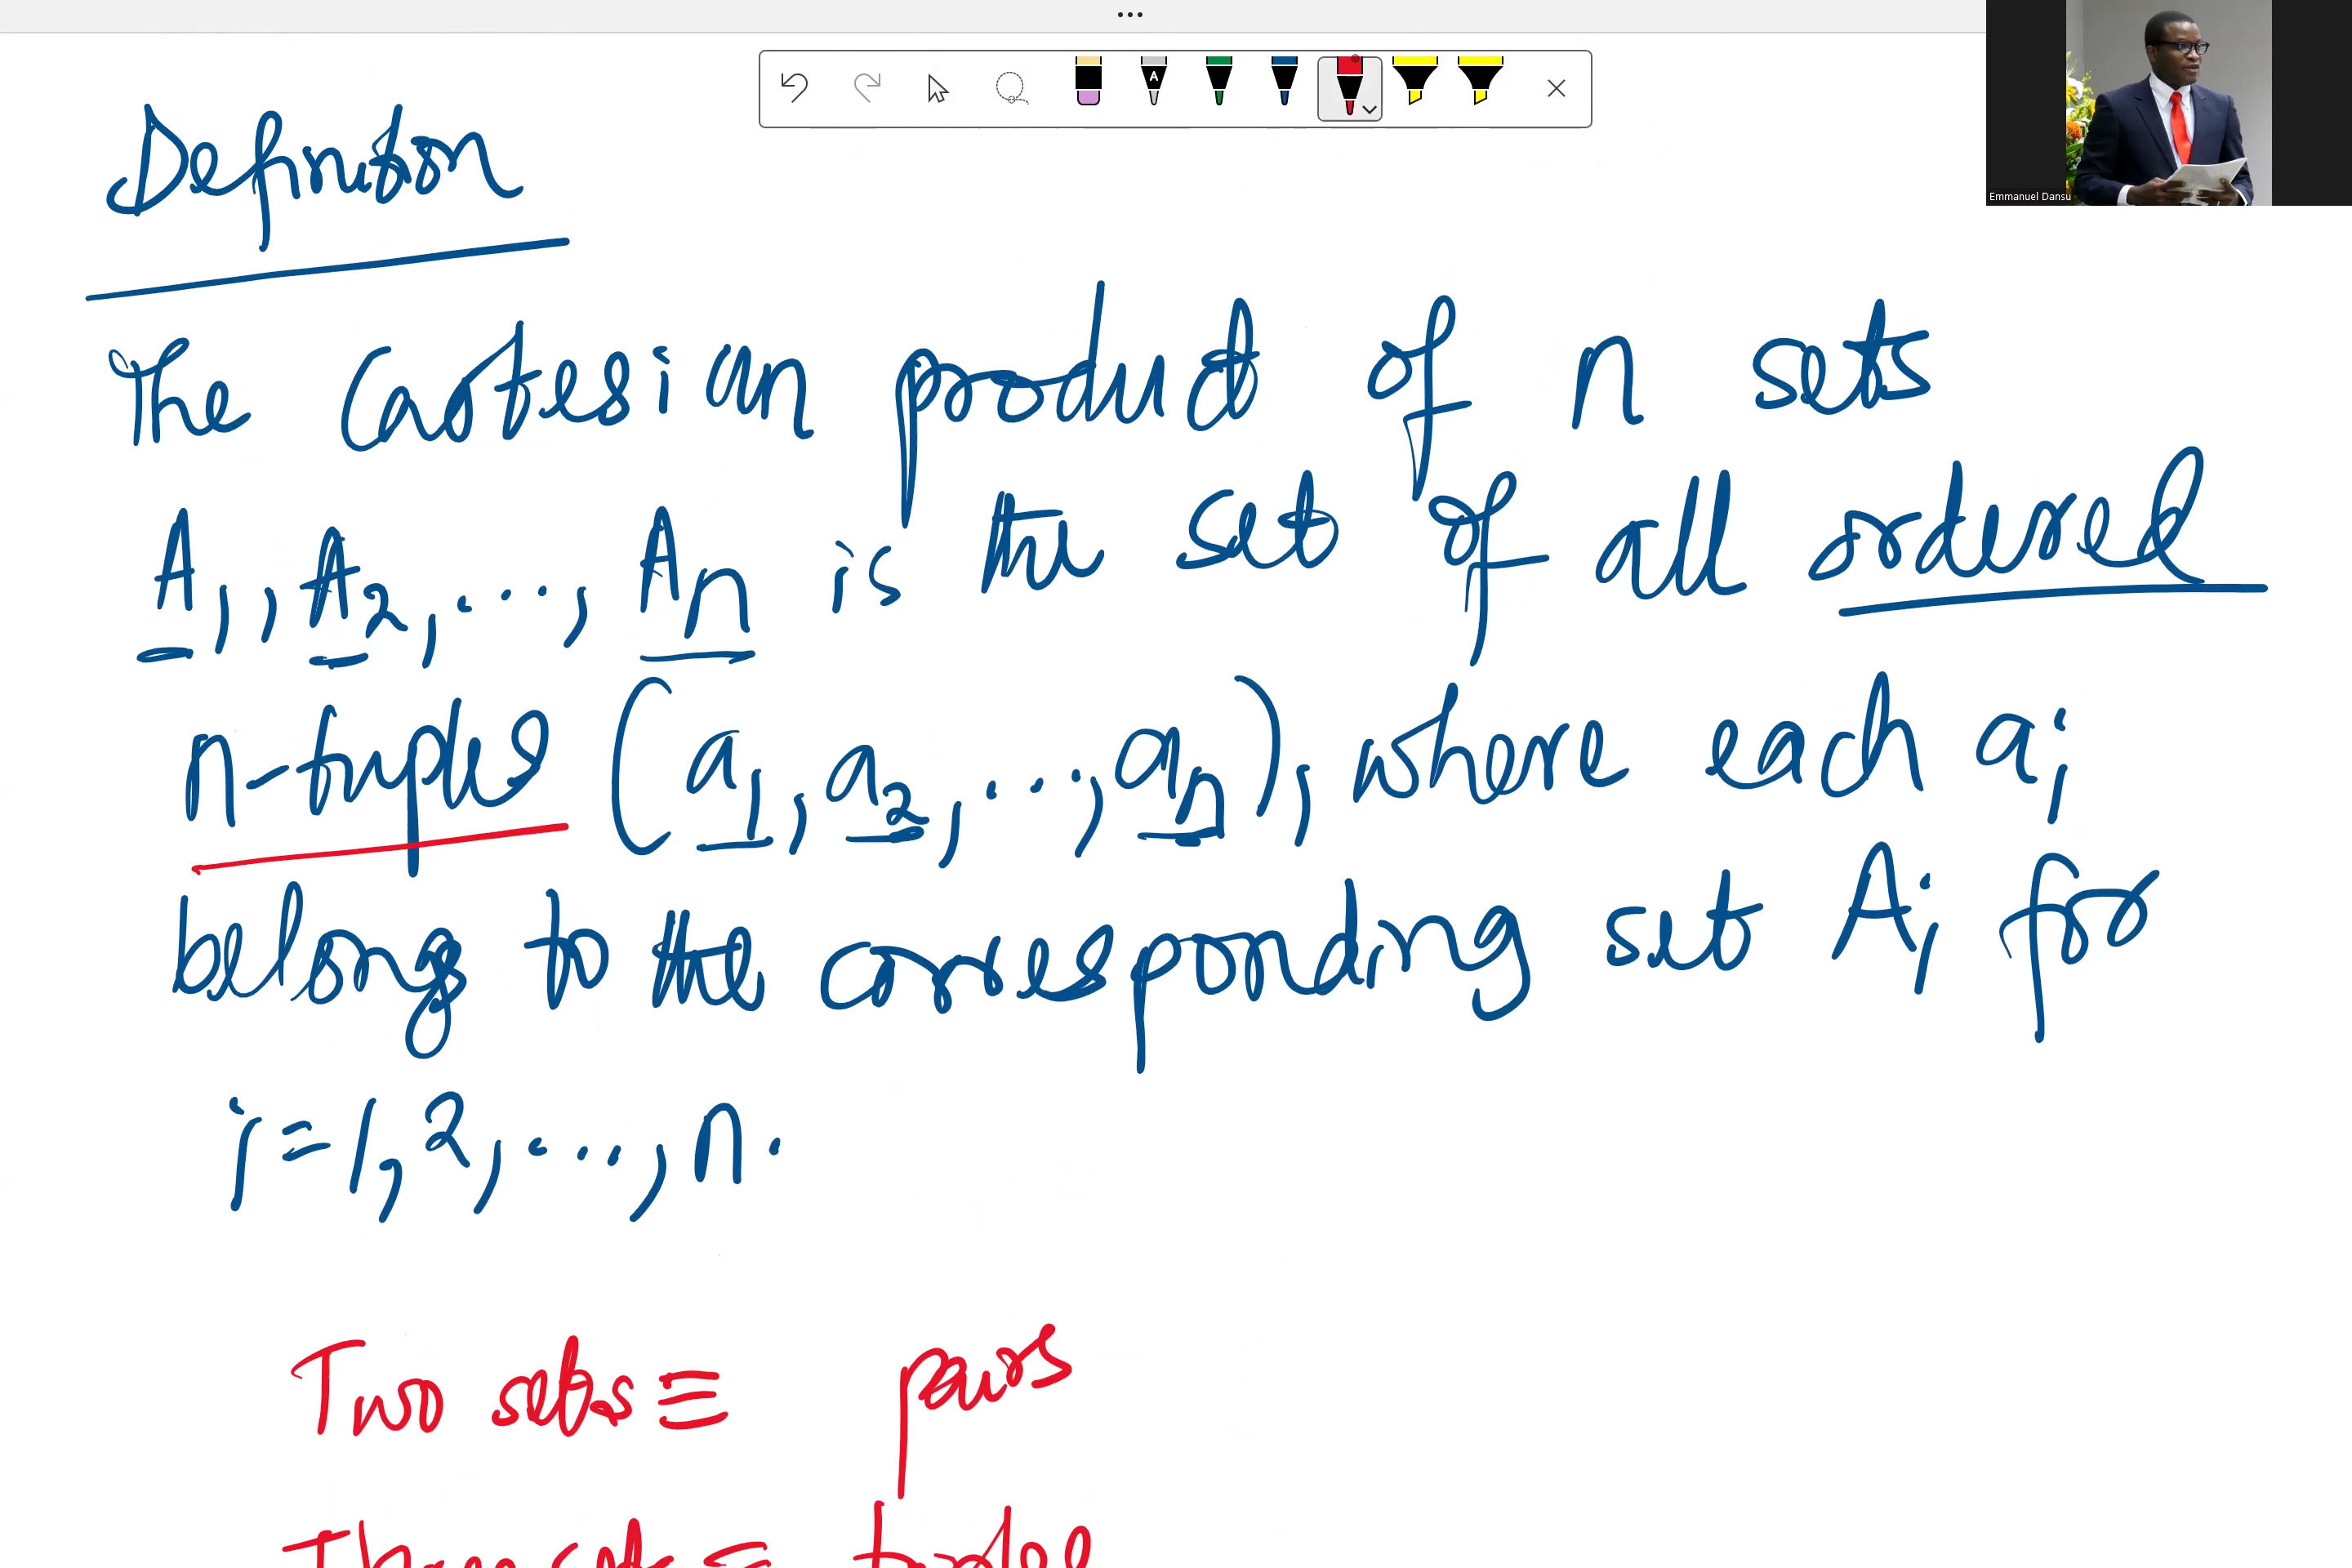 Emmanuel Dansu
Definition
The Cartesian product of n sets
A₁, A₂, ..., Aₙ is the set of all ordered
n-tuples (a₁, a₂, ..., aₙ), where each aᵢ
belongs to the corresponding set Aᵢ for
i=1, 2, ..., n.
Two sets ≡ pairs